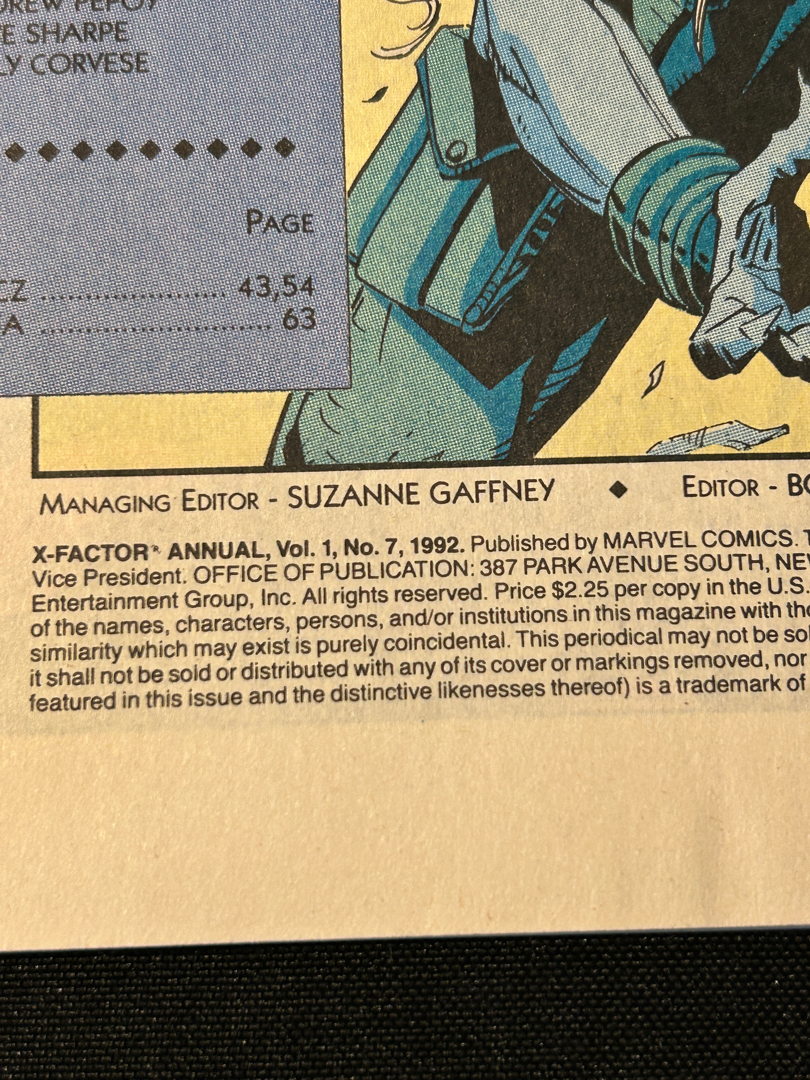 E SHARPE
LY CORVESE
PAGE
CZ .................... 43,54
A ......................... 63
MANAGING EDITOR - SUZANNE GAFFNEY ◆ EDITOR - BO
X-FACTOR® ANNUAL, Vol. 1, No. 7, 1992. Published by MARVEL COMICS. T
Vice President. OFFICE OF PUBLICATION: 387 PARK AVENUE SOUTH, NEW
Entertainment Group, Inc. All rights reserved. Price $2.25 per copy in the U.S.
of the names, characters, persons, and/or institutions in this magazine with tho
similarity which may exist is purely coincidental. This periodical may not be sol
it shall not be sold or distributed with any of its cover or markings removed, nor
featured in this issue and the distinctive likenesses thereof) is a trademark of